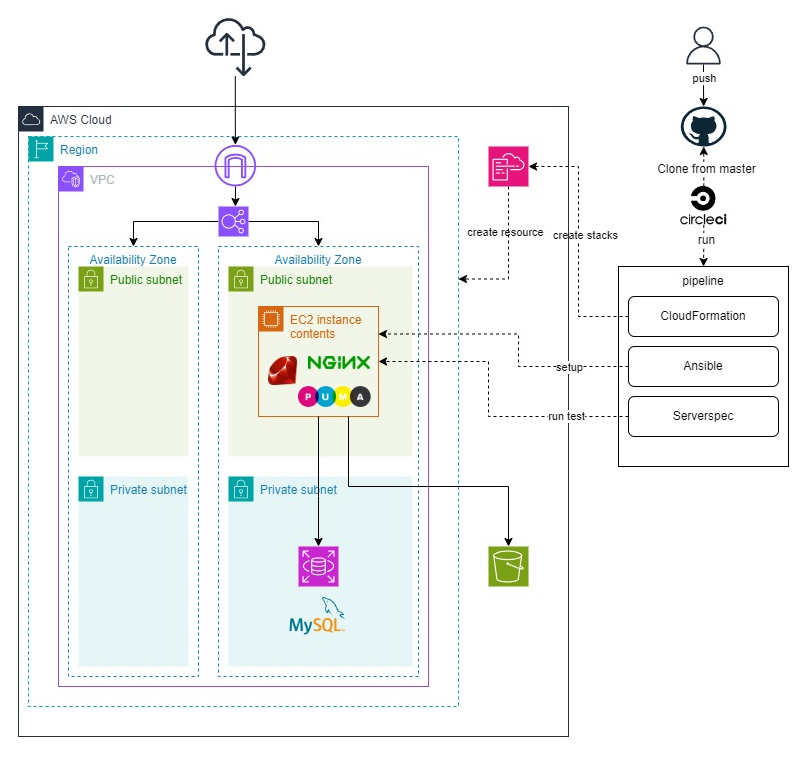 push
AWS Cloud
Region
VPC
Clone from master
circleci
run
create resource
create stacks
Availability Zone
Availability Zone
Public subnet
Public subnet
pipeline
CloudFormation
EC2 instance
contents
NGiNX
PUMA
Ansible
setup
Serverspec
run test
Private subnet
Private subnet
MySQL